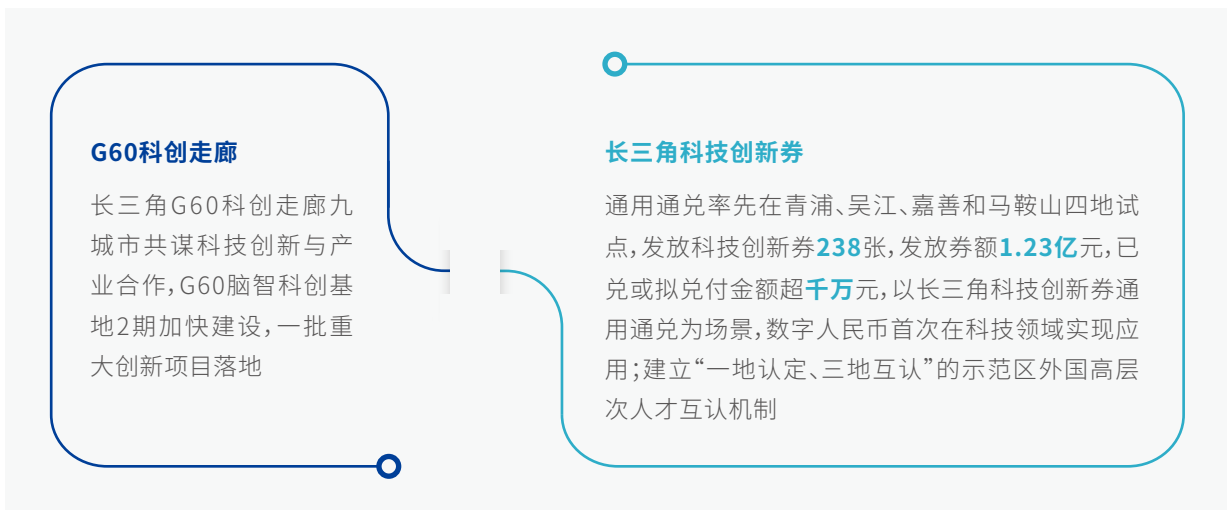 G60科创走廊
长三角G60科创走廊九
城市共谋科技创新与产
业合作，G60脑智科创基
地2期加快建设，一批重
大创新项目落地
长三角科技创新券
通用通兑率先在青浦、吴江、嘉善和马鞍山四地试
点，发放科技创新券238张，发放券额1.23亿元，已
兑或拟兑付金额超千万元，以长三角科技创新券通
用通兑为场景，数字人民币首次在科技领域实现应
用；建立“一地认定、三地互认”的示范区外国高层
次人才互认机制